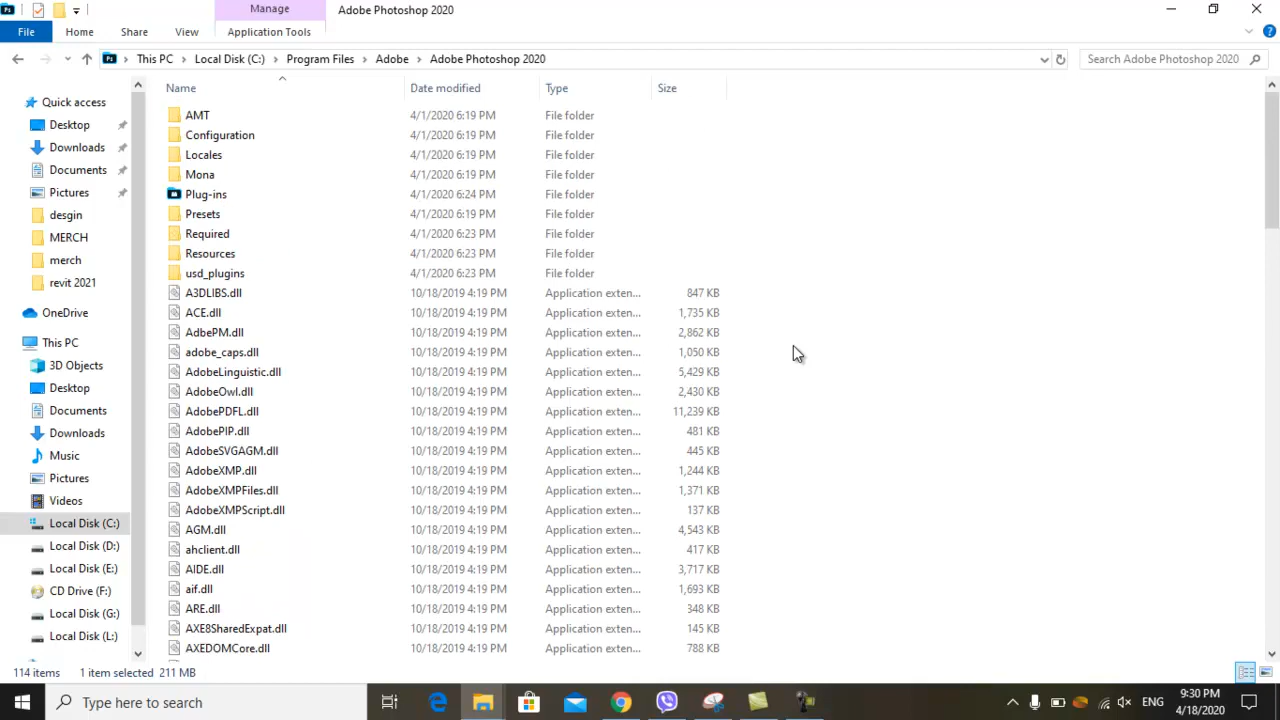 Manage
Adobe Photoshop 2020
File
Home
Share
View
Application Tools
This PC
Local Disk (C:)
Program Files
Adobe
Adobe Photoshop 2020
Search Adobe Photoshop 2020
Quick access
Desktop
Downloads
Documents
Pictures
desgin
MERCH
merch
revit 2021
OneDrive
This PC
3D Objects
Desktop
Documents
Downloads
Music
Pictures
Videos
Local Disk (C:)
Local Disk (D:)
Local Disk (E:)
CD Drive (F:)
Local Disk (G:)
Local Disk (L:)
Name Date modified Type Size
AMT 4/1/2020 6:19 PM File folder
Configuration 4/1/2020 6:19 PM File folder
Locales 4/1/2020 6:19 PM File folder
Mona 4/1/2020 6:19 PM File folder
Plug-ins 4/1/2020 6:24 PM File folder
Presets 4/1/2020 6:19 PM File folder
Required 4/1/2020 6:23 PM File folder
Resources 4/1/2020 6:23 PM File folder
usd_plugins 4/1/2020 6:23 PM File folder
A3DLIBS.dll 10/18/2019 4:19 PM Application exten... 847 KB
ACE.dll 10/18/2019 4:19 PM Application exten... 1,735 KB
AdbePM.dll 10/18/2019 4:19 PM Application exten... 2,862 KB
adobe_caps.dll 10/18/2019 4:19 PM Application exten... 1,050 KB
AdobeLinguistic.dll 10/18/2019 4:19 PM Application exten... 5,429 KB
AdobeOwl.dll 10/18/2019 4:19 PM Application exten... 2,430 KB
AdobePDFL.dll 10/18/2019 4:19 PM Application exten... 11,239 KB
AdobePIP.dll 10/18/2019 4:19 PM Application exten... 481 KB
AdobeSVGAGM.dll 10/18/2019 4:19 PM Application exten... 445 KB
AdobeXMP.dll 10/18/2019 4:19 PM Application exten... 1,244 KB
AdobeXMPFiles.dll 10/18/2019 4:19 PM Application exten... 1,371 KB
AdobeXMPScript.dll 10/18/2019 4:19 PM Application exten... 137 KB
AGM.dll 10/18/2019 4:19 PM Application exten... 4,543 KB
ahclient.dll 10/18/2019 4:19 PM Application exten... 417 KB
AIDE.dll 10/18/2019 4:19 PM Application exten... 3,717 KB
aif.dll 10/18/2019 4:19 PM Application exten... 1,693 KB
ARE.dll 10/18/2019 4:19 PM Application exten... 348 KB
AXE8SharedExpat.dll 10/18/2019 4:19 PM Application exten... 145 KB
AXEDOMCore.dll 10/18/2019 4:19 PM Application exten... 788 KB
114 items
1 item selected 211 MB
Type here to search
ENG
9:30 PM
4/18/2020